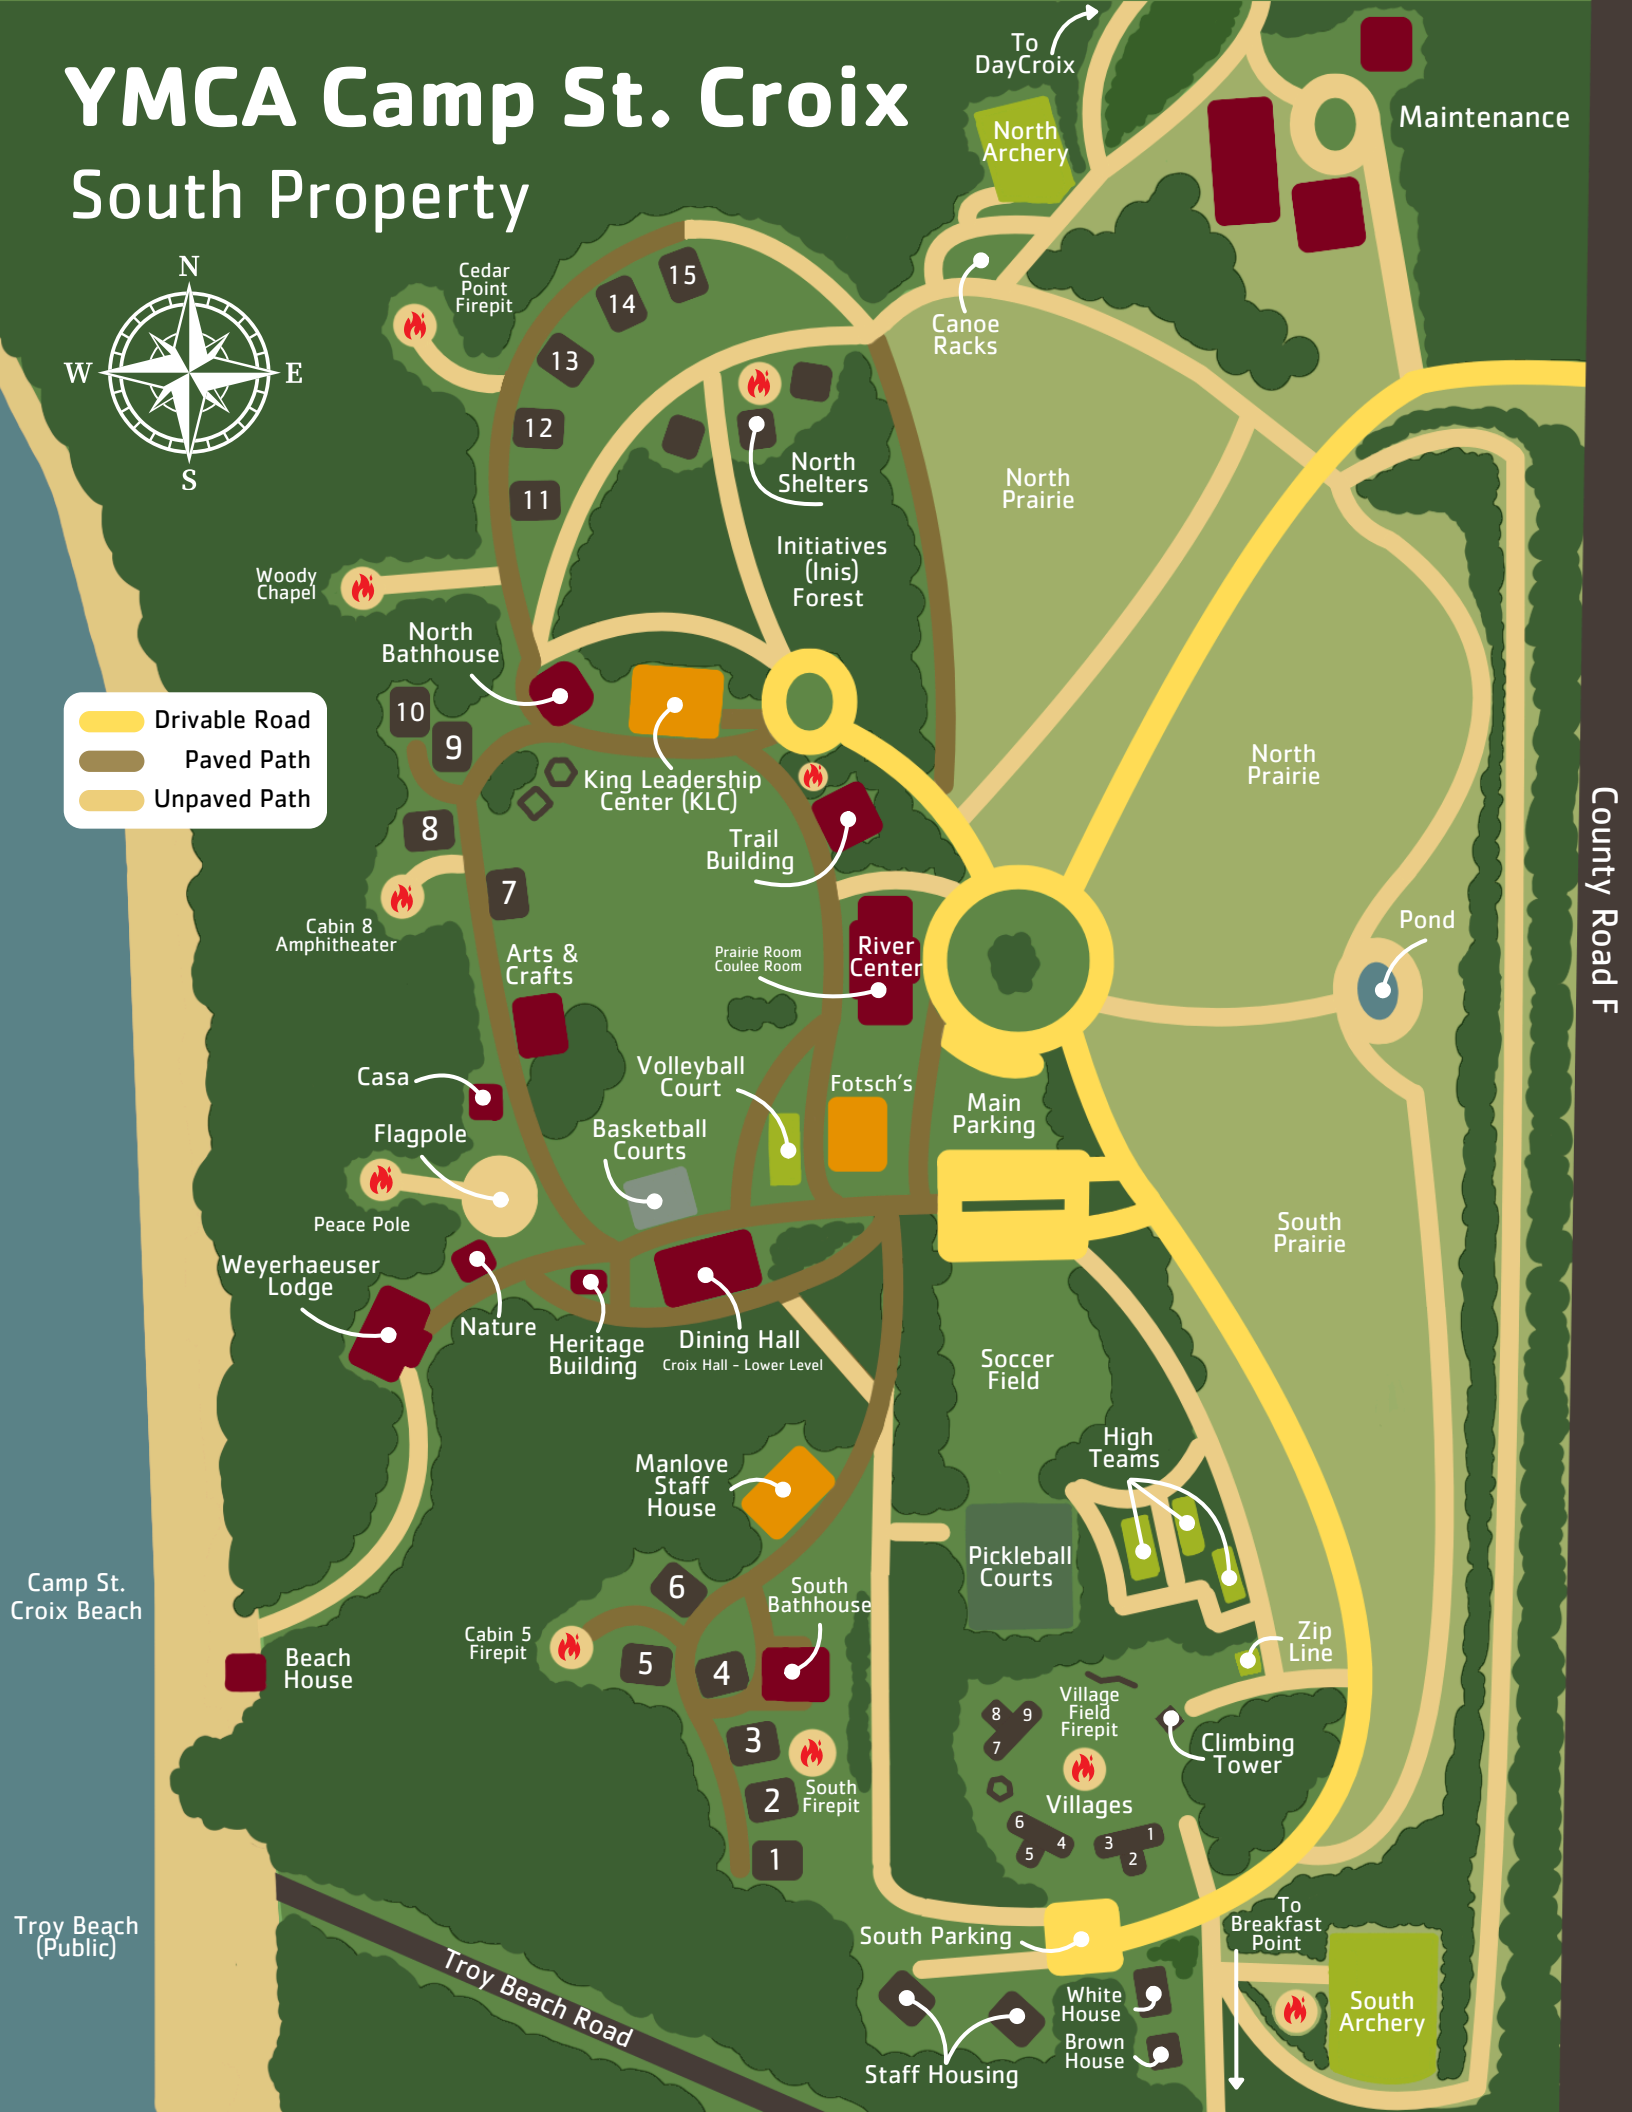 YMCA Camp St. Croix
South Property
N
W
E
S
To
DayCroix
North
Archery
Maintenance
Canoe
Racks
Cedar
Point
Firepit
15
14
13
12
11
North
Shelters
North
Prairie
Initiatives
(Inis)
Forest
Woody
Chapel
North
Bathhouse
Drivable Road
Paved Path
Unpaved Path
10
9
8
7
King Leadership
Center (KLC)
Trail
Building
North
Prairie
County Road F
Cabin 8
Amphitheater
Arts &
Crafts
Prairie Room
Coulee Room
River
Center
Pond
Casa
Volleyball
Court
Fotsch's
Main
Parking
Flagpole
Basketball
Courts
Peace Pole
South
Prairie
Weyerhaeuser
Lodge
Nature
Heritage
Building
Dining Hall
Croix Hall - Lower Level
Soccer
Field
High
Teams
Manlove
Staff
House
Pickleball
Courts
Camp St.
Croix Beach
Beach
House
6
South
Bathhouse
Cabin 5
Firepit
5
4
Zip
Line
3
2
1
South
Firepit
Village
Field
Firepit
8
9
7
Climbing
Tower
Villages
6
5
4
3
1
2
Troy Beach
(Public)
Troy Beach Road
South Parking
To
Breakfast
Point
White
House
Brown
House
South
Archery
Staff Housing